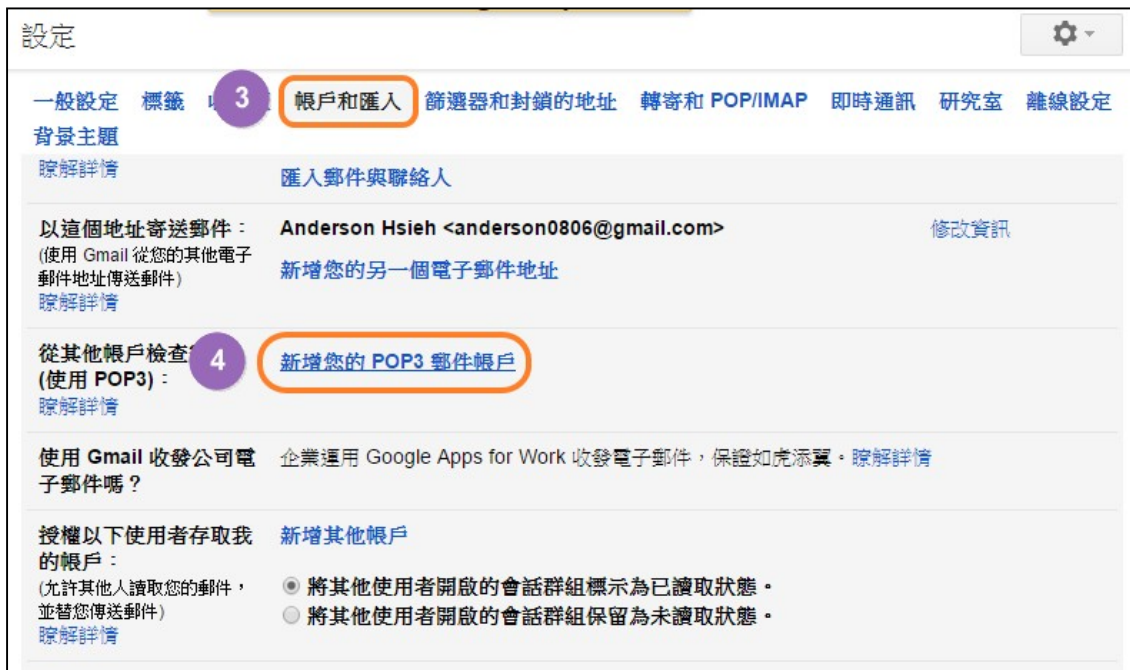 設定
一般設定 標籤 3 帳戶和匯入 篩選器和封鎖的地址 轉寄和 POP/IMAP 即時通訊 研究室 離線設定
背景主題
瞭解詳情
匯入郵件與聯絡人
以這個地址寄送郵件： Anderson Hsieh <anderson0806@gmail.com> 修改資訊
(使用 Gmail 從您的其他電子
郵件地址傳送郵件)
新增您的另一個電子郵件地址
瞭解詳情
從其他帳戶檢查 4 新增您的 POP3 郵件帳戶
(使用 POP3)：
瞭解詳情
使用 Gmail 收發公司電 企業運用 Google Apps for Work 收發電子郵件，保證如虎添翼。瞭解詳情
子郵件嗎？
授權以下使用者存取我 新增其他帳戶
的帳戶：
(允許其他人讀取您的郵件， 將其他使用者開啟的會話群組標示為已讀取狀態。
並替您傳送郵件) 將其他使用者開啟的會話群組保留為未讀取狀態。
瞭解詳情